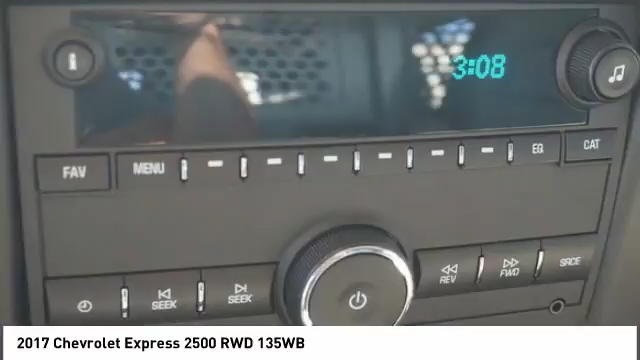 3:08
FAV
MENU
EQ
CAT
SEEK
SEEK
REV
FWD
SRCE
2017 Chevrolet Express 2500 RWD 135WB